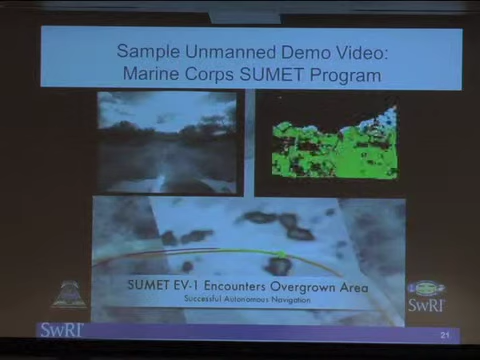 Sample Unmanned Demo Video:
Marine Corps SUMET Program
SUMET EV-1 Encounters Overgrown Area
Successful Autonomous Navigation
SwRI
SwRI
21